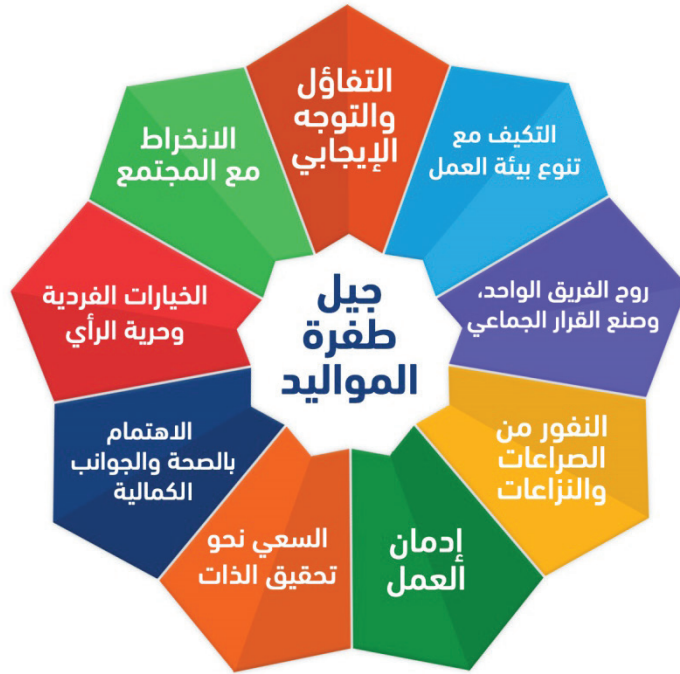 جيل
طفرة
المواليد
التفاؤل
والتوجه
الإيجابي
التكيف مع
تنوع بيئة العمل
روح الفريق الواحد،
وصنع القرار الجماعي
النفور من
الصراعات
والنزاعات
إدمان
العمل
السعي نحو
تحقيق الذات
الاهتمام
بالصحة والجوانب
الكمالية
الخيارات الفردية
وحرية الرأي
الانخراط
مع المجتمع